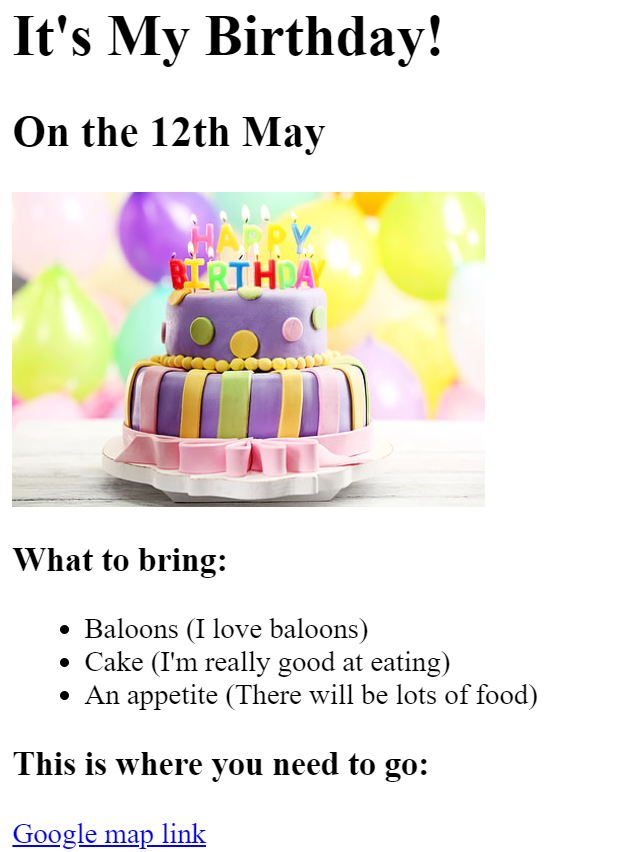 It's My Birthday!
On the 12th May
HAPPY
BIRTHDAY
What to bring:
Baloons (I love baloons)
Cake (I'm really good at eating)
An appetite (There will be lots of food)
This is where you need to go:
Google map link